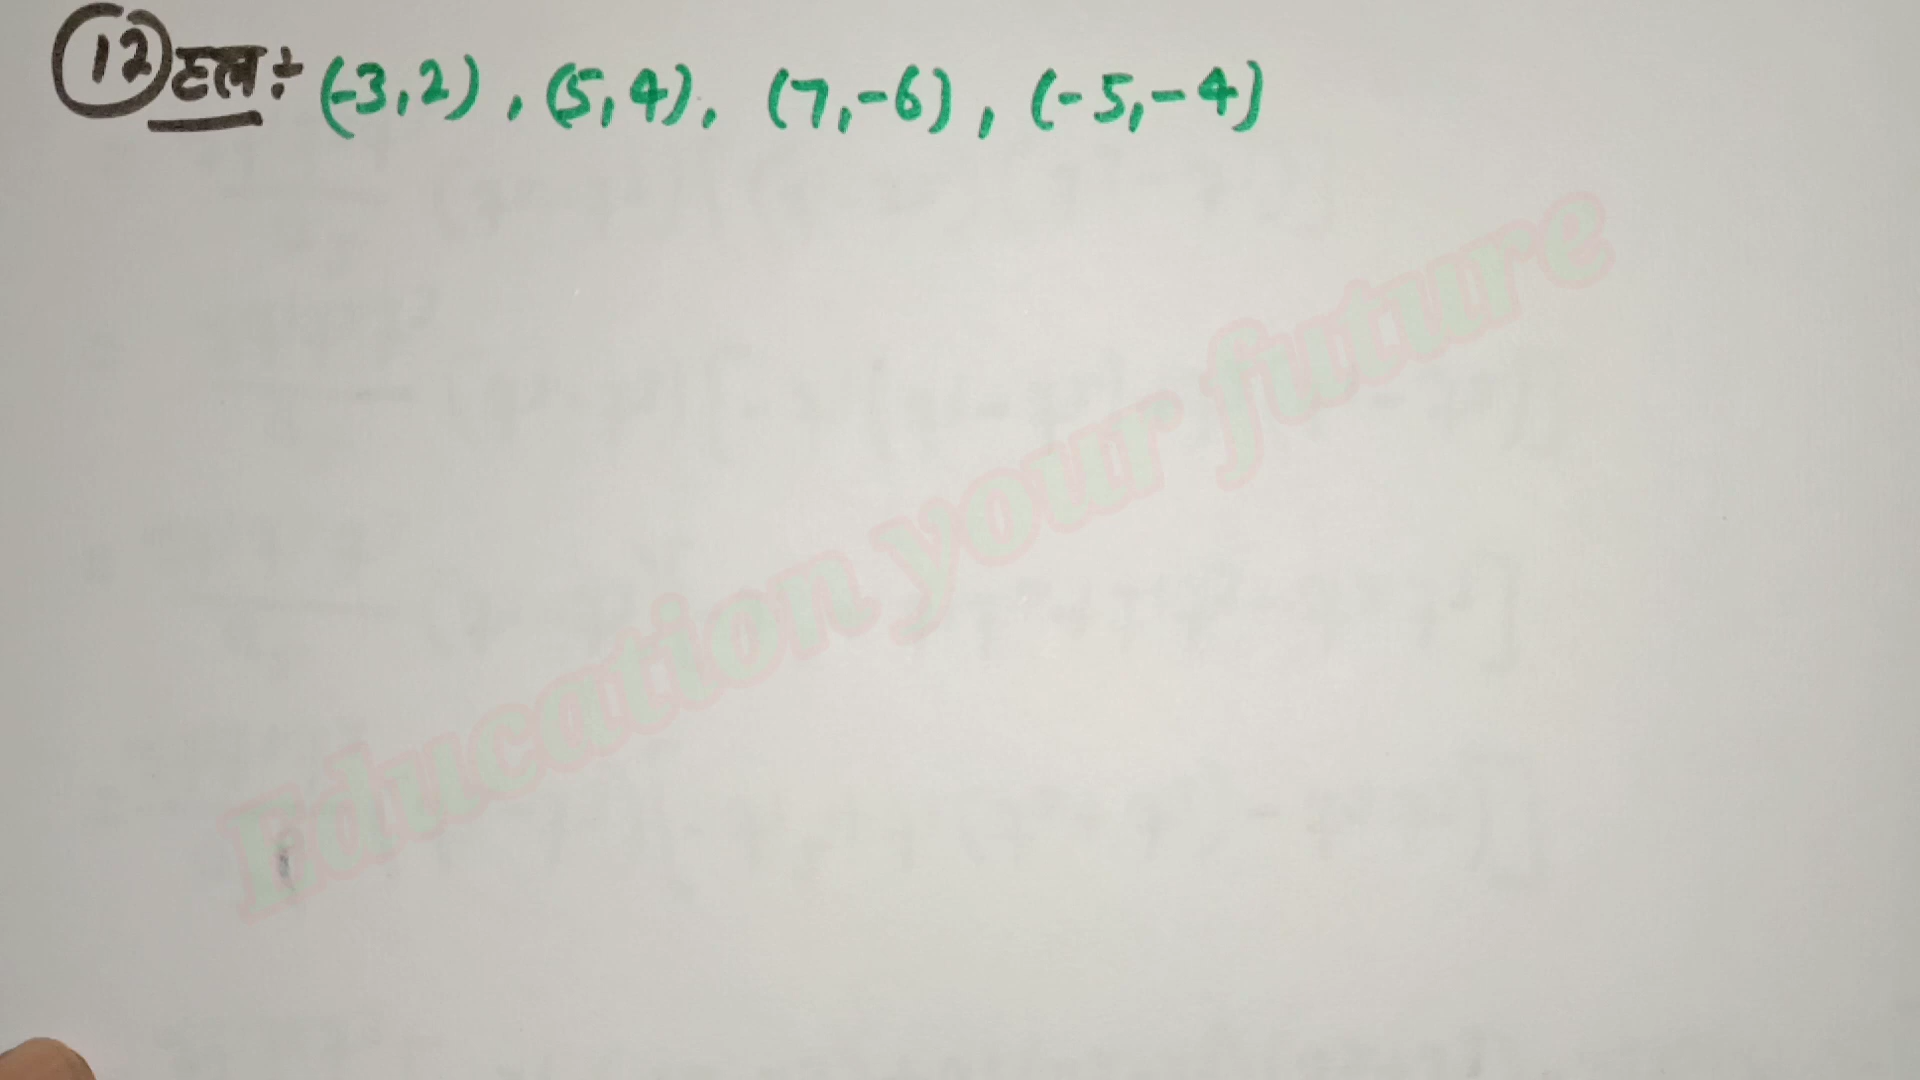 12 हल÷ (-3,2), (5,4), (7,-6), (-5,-4)
Education your future